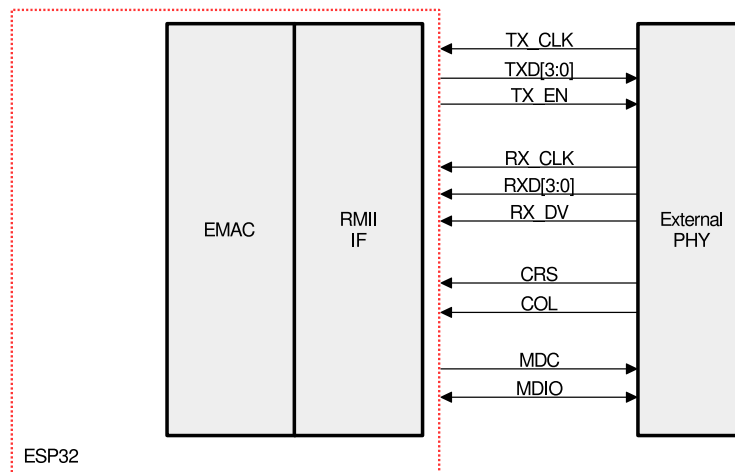 TX_CLK
TXD[3:0]
TX_EN
RX_CLK
RXD[3:0]
RX_DV
EMAC
RMII
IF
External
PHY
CRS
COL
MDC
MDIO
ESP32